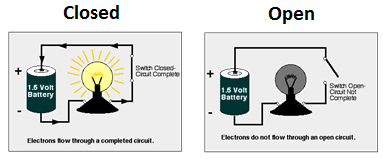 Closed
Open
+
1.5 Volt
Battery
-
Switch Closed-
Circuit Complete
Electrons flow through a completed circuit.
+
1.5 Volt
Battery
-
Switch Open-
Circuit Not
Complete
Electrons do not flow through an open circuit.